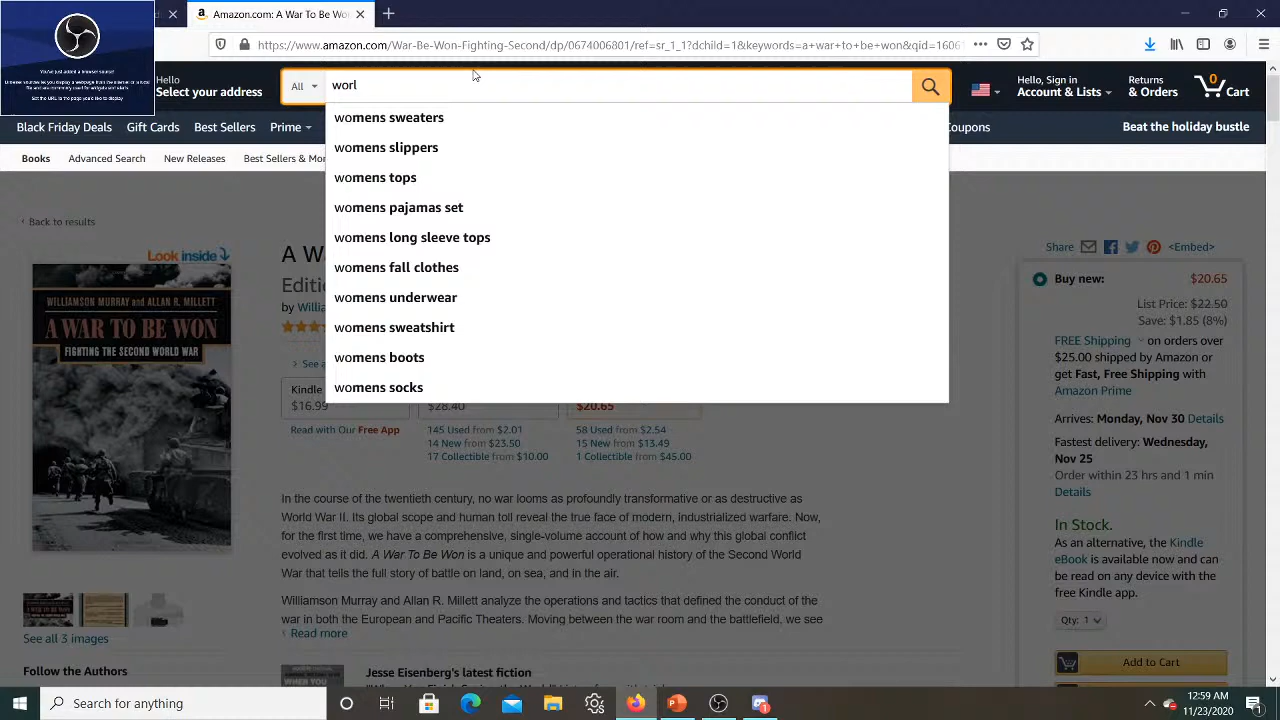 Amazon.com: A War To Be Wo
You've just added a browser source!
https://www.amazon.com/War-Be-Won-Fighting-Second/dp/0674006801/ref=sr_1_1?dchild=1&keywords=a+war+to+be+won&qid=1606
Hello
Select your address
All
worl
Hello, Sign in
Account & Lists
Returns
& Orders
0
Cart
Black Friday Deals
Gift Cards
Best Sellers
Prime
Coupons
Beat the holiday bustle
Books
Advanced Search
New Releases
Best Sellers & Mor
womens sweaters
womens slippers
womens tops
womens pajamas set
womens long sleeve tops
womens fall clothes
womens underwear
womens sweatshirt
womens boots
womens socks
‹ Back to results
Look inside
WILLIAMSON MURRAY and ALLAN R. MILLETT
A WAR TO BE WON
FIGHTING THE SECOND WORLD WAR
See all 3 images
Follow the Authors
A Wa
Editi
by Willia
› See a
Kindle
$16.99
Read with Our Free App
$28.40
145 Used from $2.01
14 New from $23.50
17 Collectible from $10.00
$20.65
58 Used from $2.54
15 New from $13.49
1 Collectible from $45.00
In the course of the twentieth century, no war looms as profoundly transformative or as destructive as
World War II. Its global scope and human toll reveal the true face of modern, industrialized warfare. Now,
for the first time, we have a comprehensive, single-volume account of how and why this global conflict
evolved as it did. A War To Be Won is a unique and powerful operational history of the Second World
War that tells the full story of battle on land, on sea, and in the air.
Williamson Murray and Allan R. Millett analyze the operations and tactics that defined the conduct of the
war in both the European and Pacific Theaters. Moving between the war room and the battlefield, we see
‹ Read more
Jesse Eisenberg's latest fiction
Share
<Embed>
Buy new:
$20.65
List Price: $22.50
Save: $1.85 (8%)
FREE Shipping on orders over
$25.00 shipped by Amazon or
get Fast, Free Shipping with
Amazon Prime
Arrives: Monday, Nov 30 Details
Fastest delivery: Wednesday,
Nov 25
Order within 23 hrs and 1 min
Details
In Stock.
As an alternative, the Kindle
eBook is available now and can
be read on any device with the
free Kindle app.
Qty: 1
Add to Cart
Search for anything
12:59 AM
11/23/2020